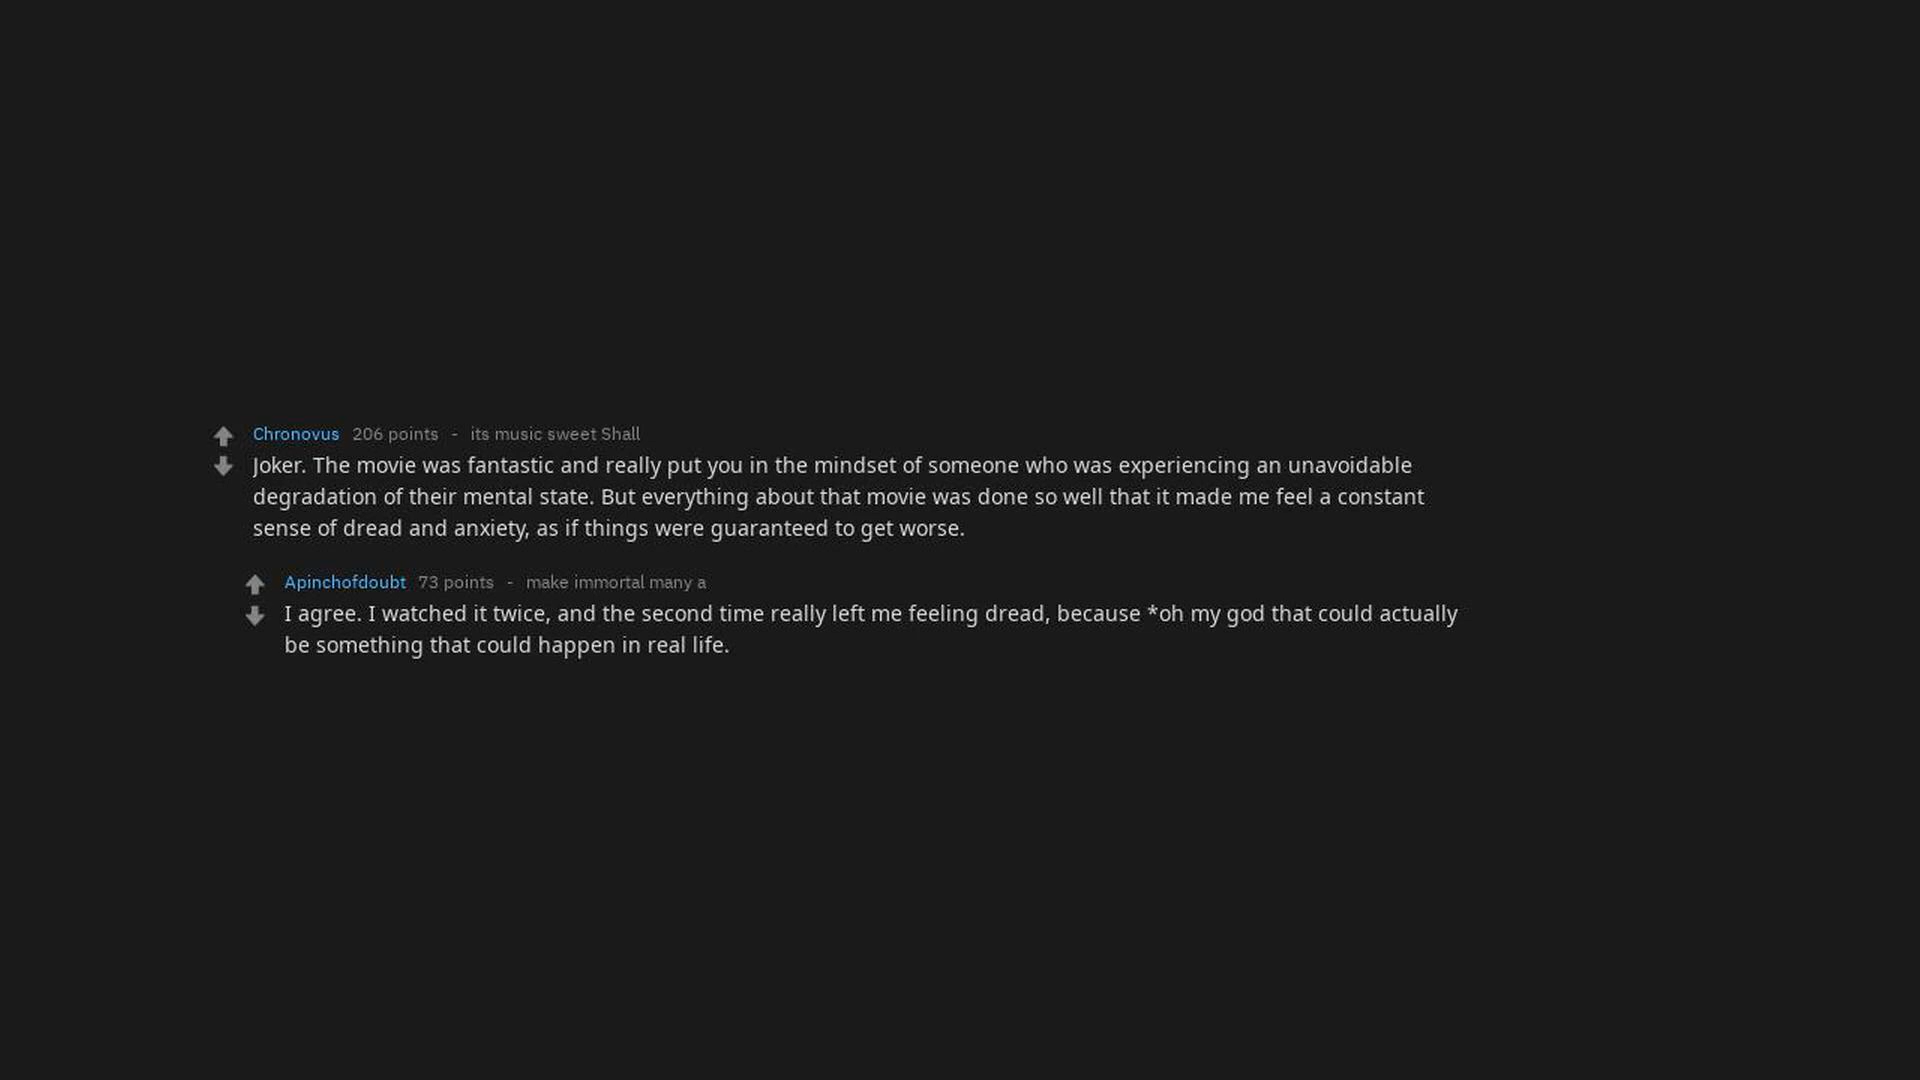 Chronovus 206 points - its music sweet Shall
Joker. The movie was fantastic and really put you in the mindset of someone who was experiencing an unavoidable
degradation of their mental state. But everything about that movie was done so well that it made me feel a constant
sense of dread and anxiety, as if things were guaranteed to get worse.
Apinchofdoubt 73 points - make immortal many a
I agree. I watched it twice, and the second time really left me feeling dread, because *oh my god that could actually
be something that could happen in real life.